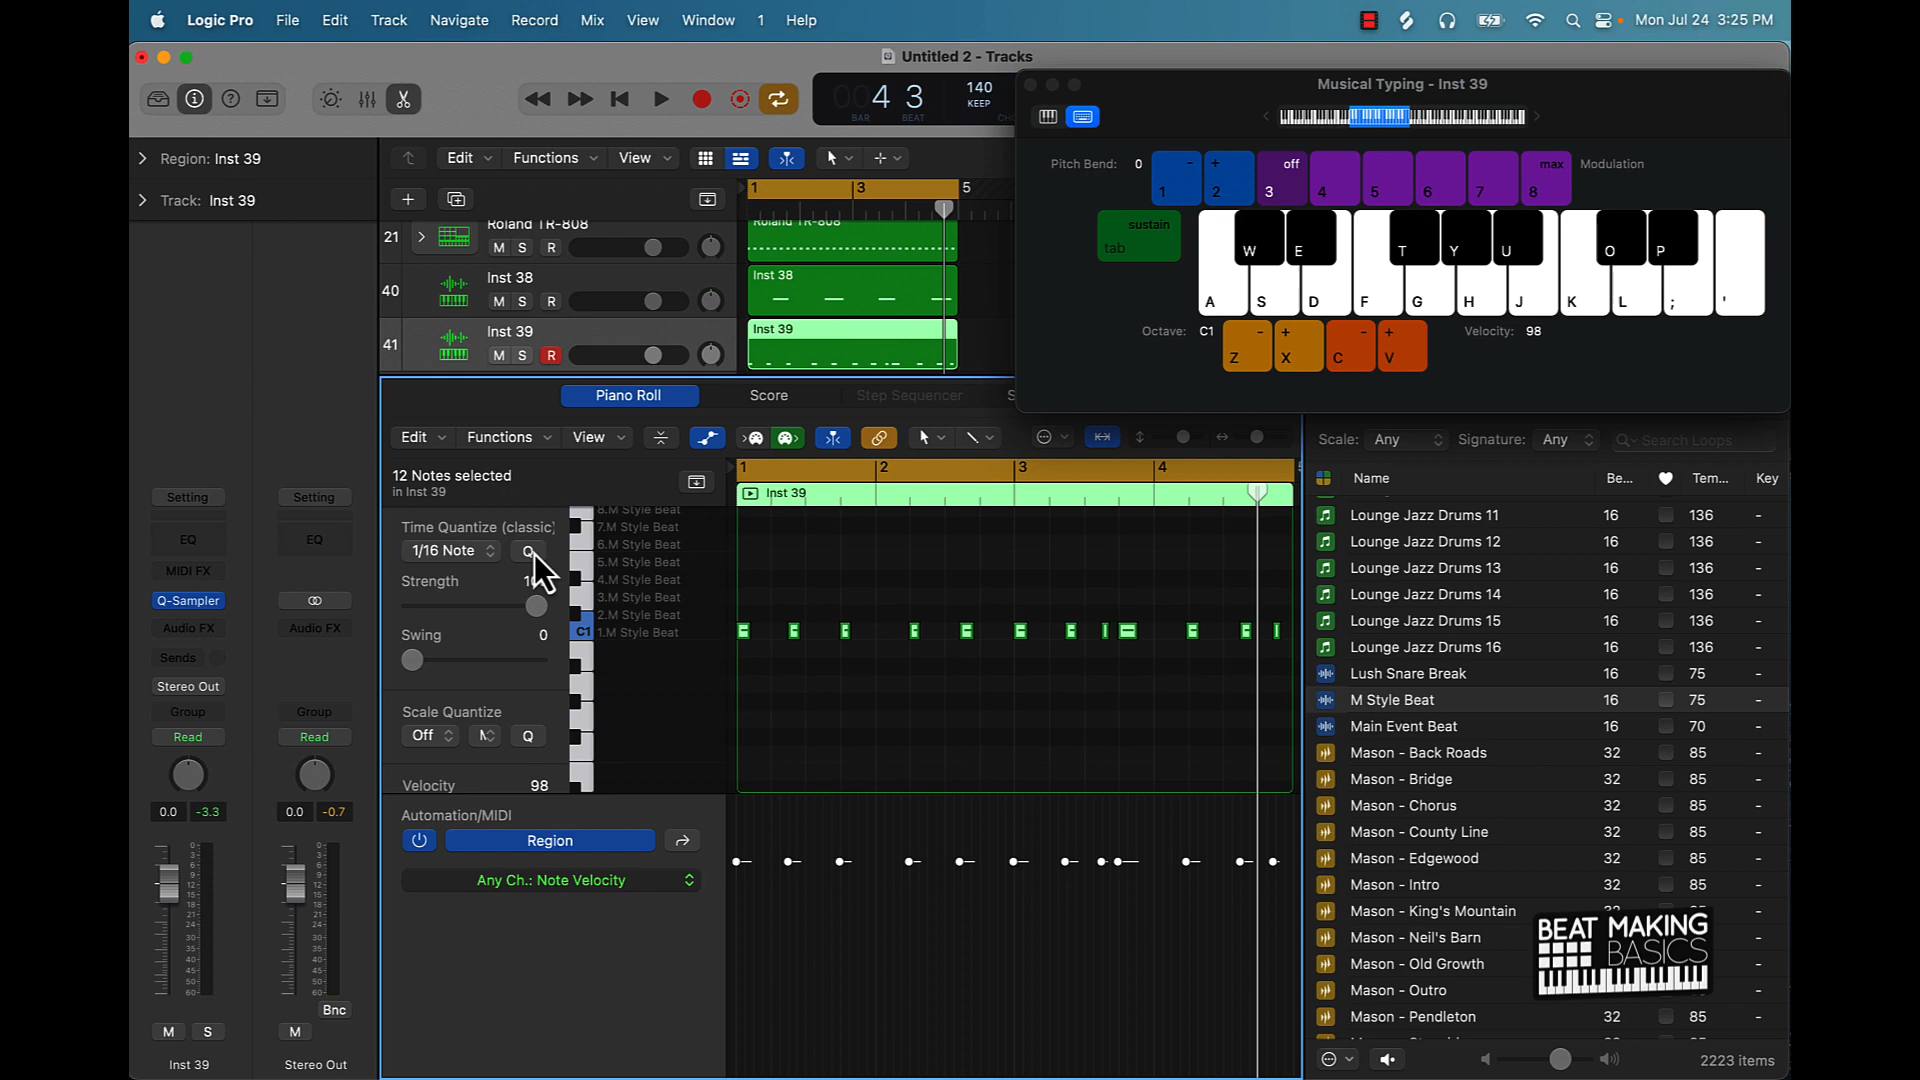 Logic Pro File Edit Track Navigate Record Mix View Window 1 Help Mon Jul 24 3:25 PM
Untitled 2 - Tracks
4 3 140
KEEP
BAR BEAT
Musical Typing - Inst 39
Pitch Bend: 0 1 - 2 + 3 off 4 5 6 7 8 max Modulation
tab sustain
W E T Y U O P
A S D F G H J K L ; '
Octave: C1 Z - X + C - V + Velocity: 98
Region: Inst 39
Track: Inst 39
Edit Functions View
1 3 5
21 Roland TR-808
M S R
Roland TR-808
40 Inst 38
M S R
Inst 38
41 Inst 39
M S R
Inst 39
Piano Roll Score Step Sequencer
Edit Functions View
12 Notes selected
in Inst 39
1 2 3 4
Inst 39
Time Quantize (classic)
1/16 Note Q
Strength
Swing 0
Scale Quantize
Off Q
Velocity 98
8.M Style Beat
7.M Style Beat
6.M Style Beat
5.M Style Beat
4.M Style Beat
3.M Style Beat
2.M Style Beat
C1 1.M Style Beat
Automation/MIDI
Region
Any Ch.: Note Velocity
Setting Setting
EQ EQ
MIDI FX
Q-Sampler
Audio FX Audio FX
Sends
Stereo Out
Group Group
Read Read
0.0 -3.3 0.0 -0.7
Bnc
M S M
Inst 39 Stereo Out
Scale: Any Signature: Any Search Loops
Name Be... Tem... Key
Lounge Jazz Drums 11 16 136 -
Lounge Jazz Drums 12 16 136 -
Lounge Jazz Drums 13 16 136 -
Lounge Jazz Drums 14 16 136 -
Lounge Jazz Drums 15 16 136 -
Lounge Jazz Drums 16 16 136 -
Lush Snare Break 16 75 -
M Style Beat 16 75 -
Main Event Beat 16 70 -
Mason - Back Roads 32 85 -
Mason - Bridge 32 85 -
Mason - Chorus 32 85 -
Mason - County Line 32 85 -
Mason - Edgewood 32 85 -
Mason - Intro 32 85 -
Mason - King's Mountain
Mason - Neil's Barn
Mason - Old Growth
Mason - Outro
Mason - Pendleton 32 85 -
BEAT MAKING
BASICS
2223 items